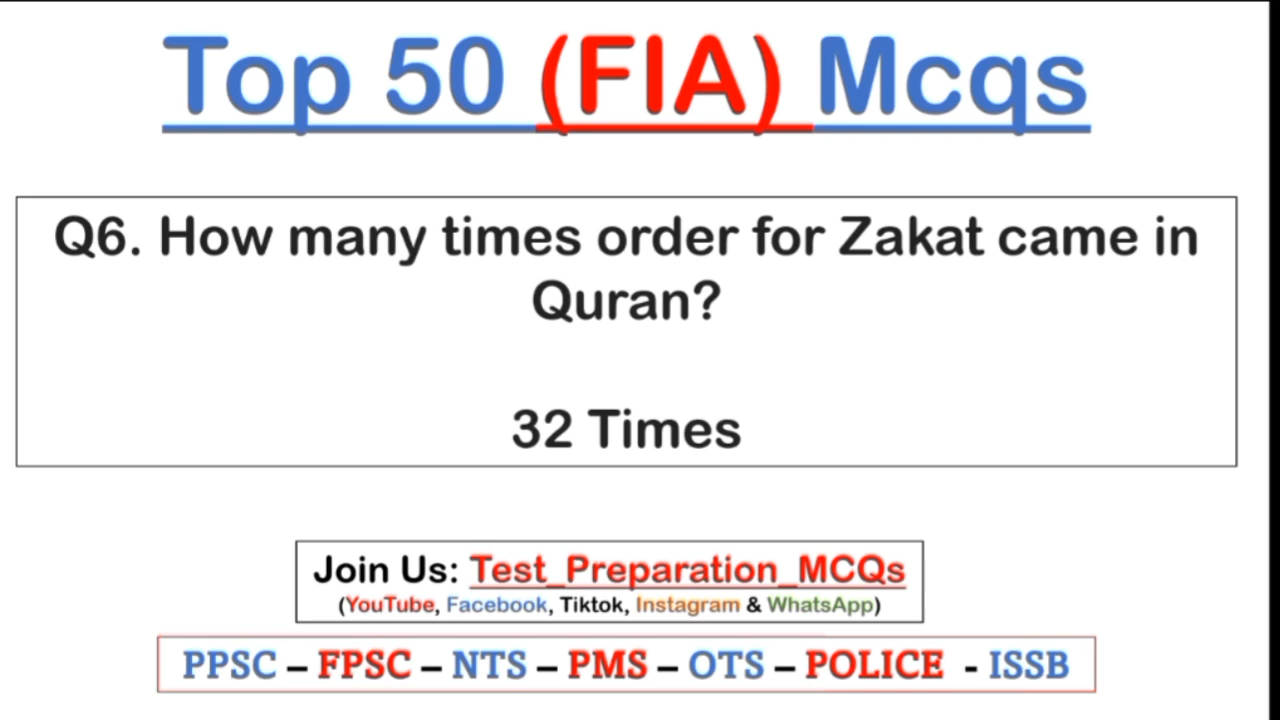 Top 50 (FIA) Mcqs
Q6. How many times order for Zakat came in
Quran?
32 Times
Join Us: Test_Preparation_MCQs
(YouTube, Facebook, Tiktok, Instagram & WhatsApp)
PPSC – FPSC – NTS – PMS – OTS – POLICE - ISSB